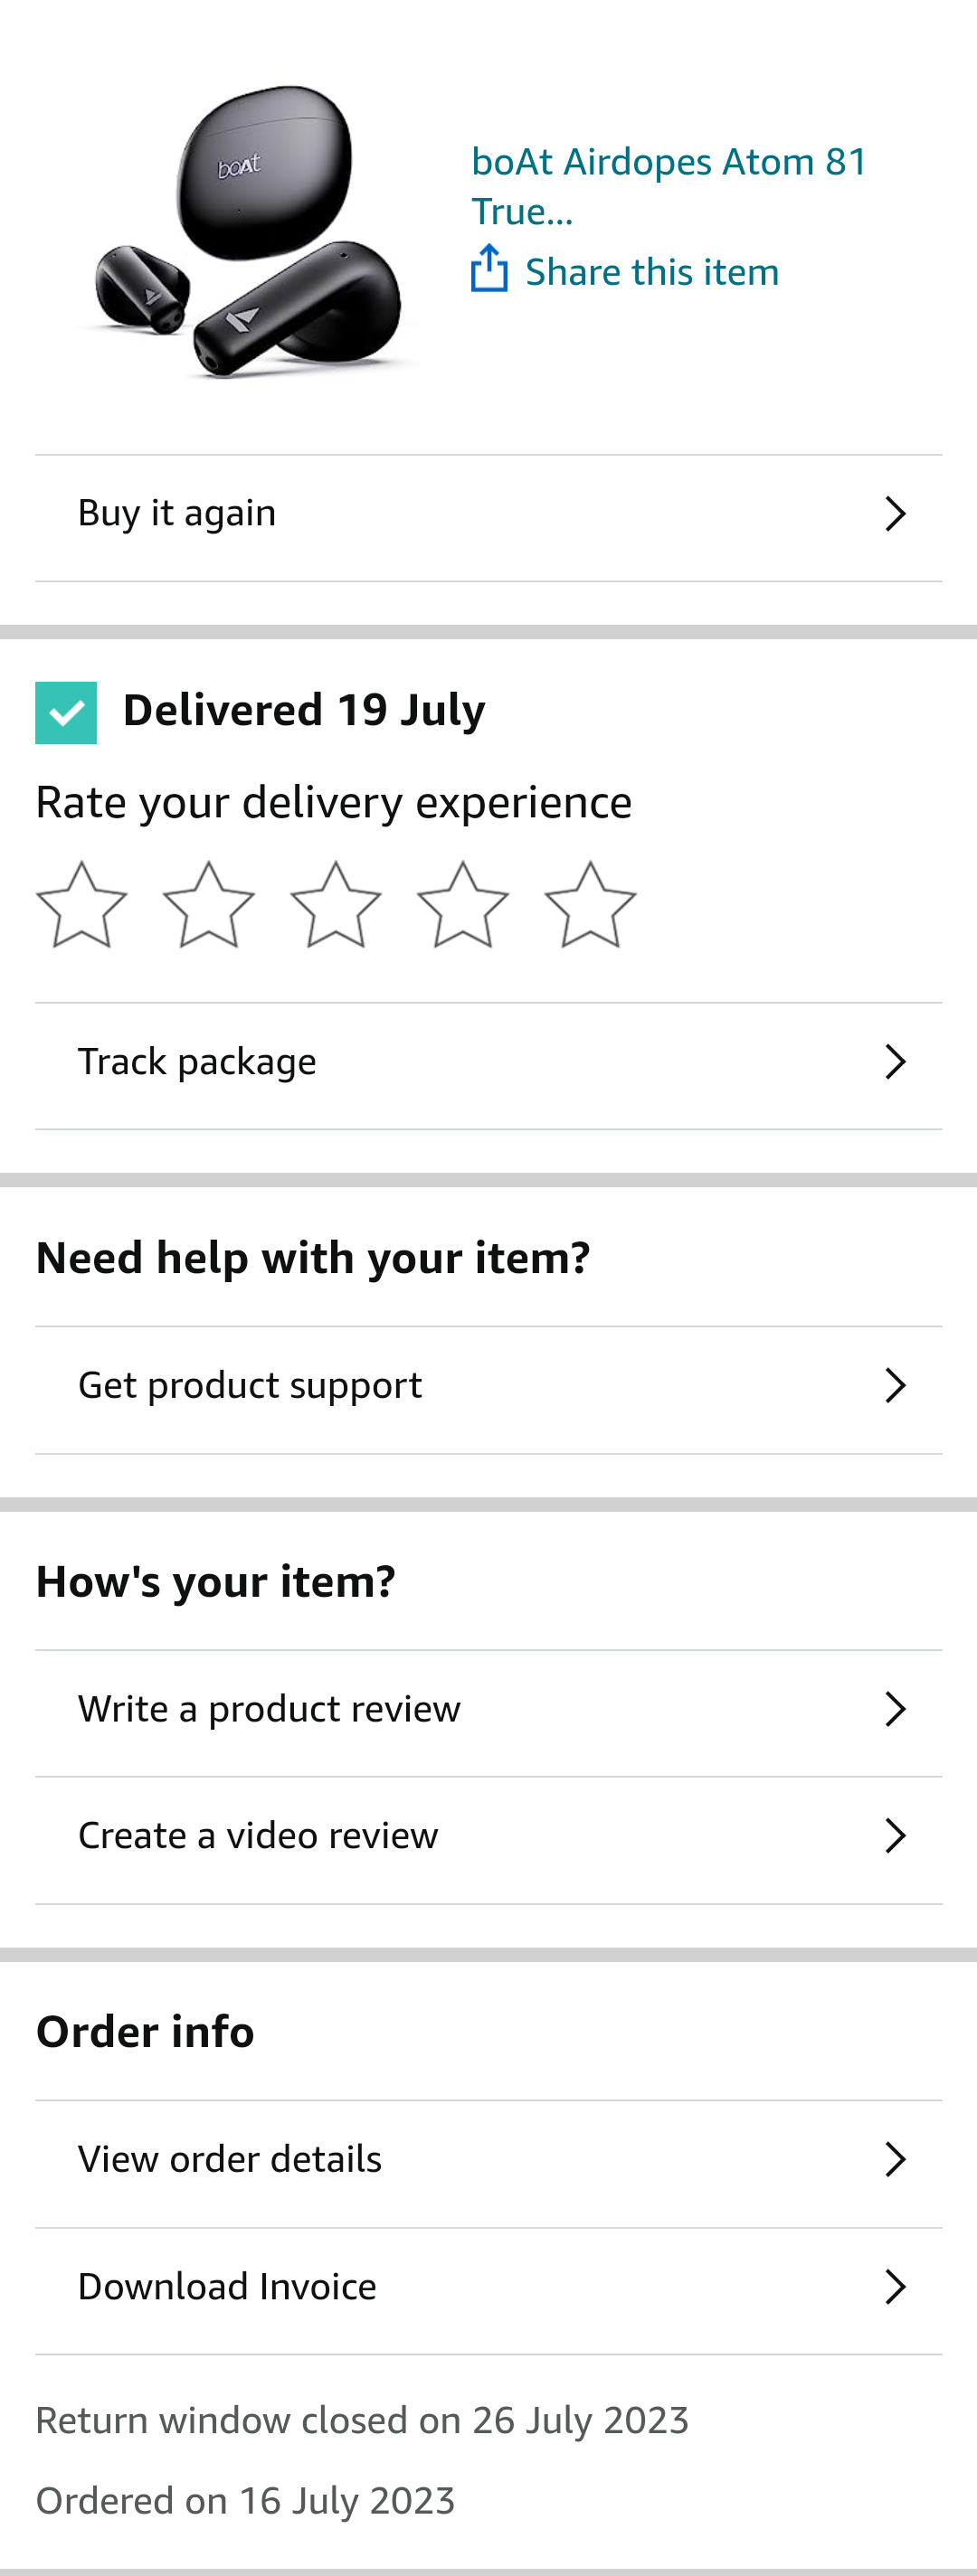 boAt
boAt Airdopes Atom 81
True...
Share this item
Buy it again
Delivered 19 July
Rate your delivery experience
Track package
Need help with your item?
Get product support
How's your item?
Write a product review
Create a video review
Order info
View order details
Download Invoice
Return window closed on 26 July 2023
Ordered on 16 July 2023